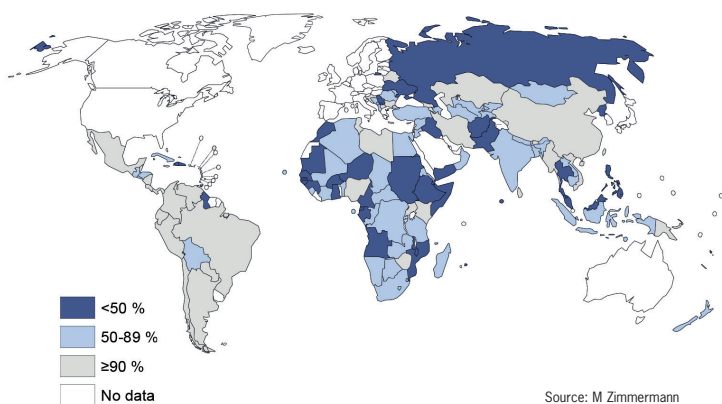 <50 %
50-89 %
≥90 %
No data
Source: M Zimmermann